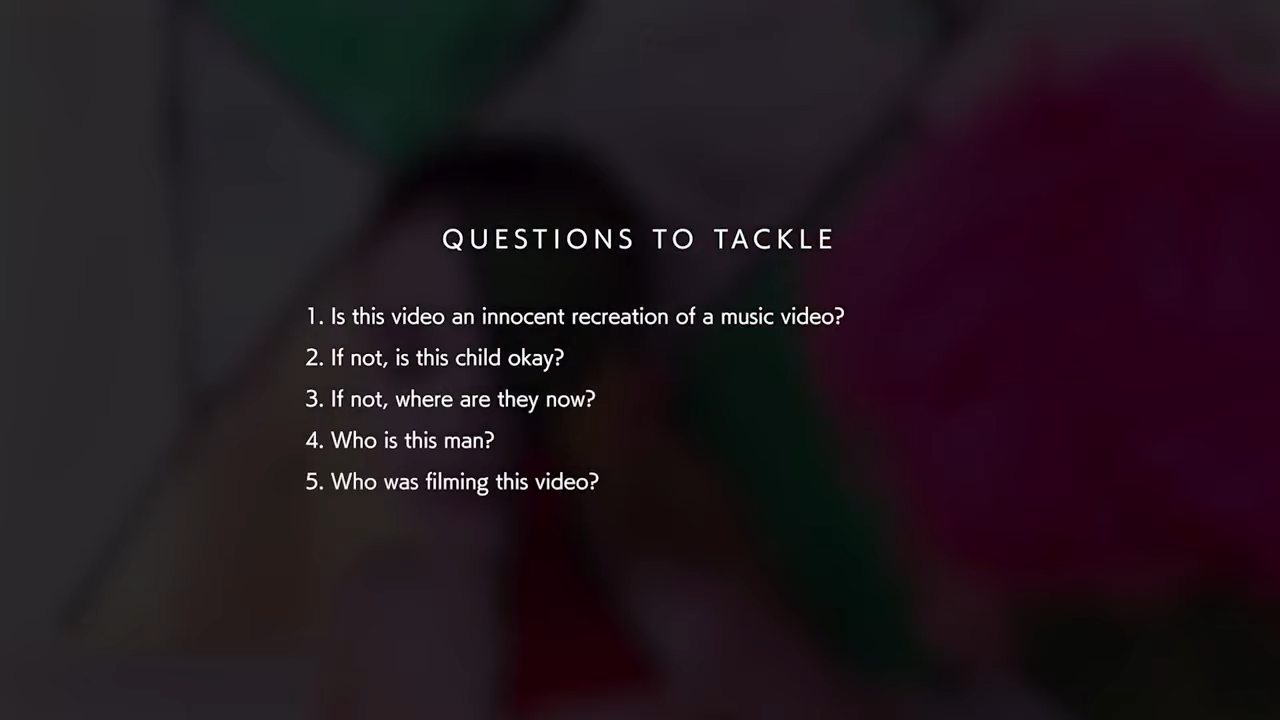 QUESTIONS TO TACKLE
1. Is this video an innocent recreation of a music video?
2. If not, is this child okay?
3. If not, where are they now?
4. Who is this man?
5. Who was filming this video?